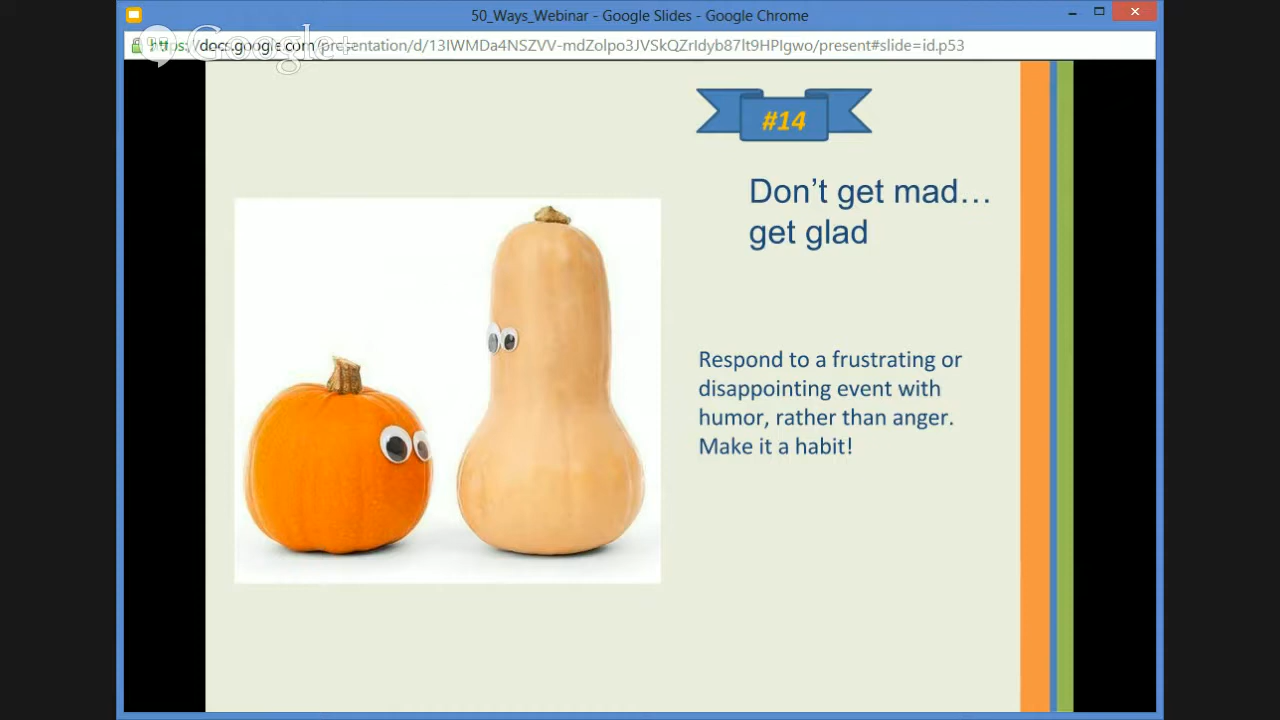 50_Ways_Webinar - Google Slides - Google Chrome
https://docs.google.com/presentation/d/13IWMDa4NSZVV-mdZolpo3JVSkQZrIdyb87lt9HPIgwo/present#slide=id.p53
Google+
#14
Don’t get mad…
get glad
Respond to a frustrating or
disappointing event with
humor, rather than anger.
Make it a habit!